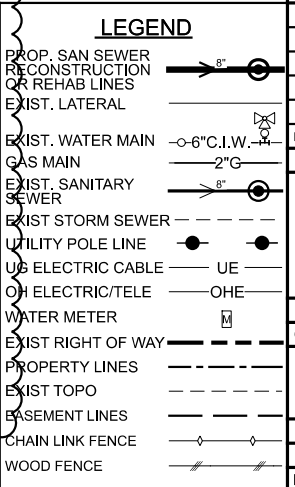 LEGEND
PROP. SAN SEWER
RECONSTRUCTION 8"
OR REHAB LINES
EXIST. LATERAL
EXIST. WATER MAIN 6"C.I.W.
GAS MAIN 2"G
EXIST. SANITARY 8"
SEWER
EXIST STORM SEWER
UTILITY POLE LINE
UG ELECTRIC CABLE UE
OH ELECTRIC/TELE OHE
WATER METER M
EXIST RIGHT OF WAY
PROPERTY LINES
EXIST TOPO
EASEMENT LINES
CHAIN LINK FENCE
WOOD FENCE